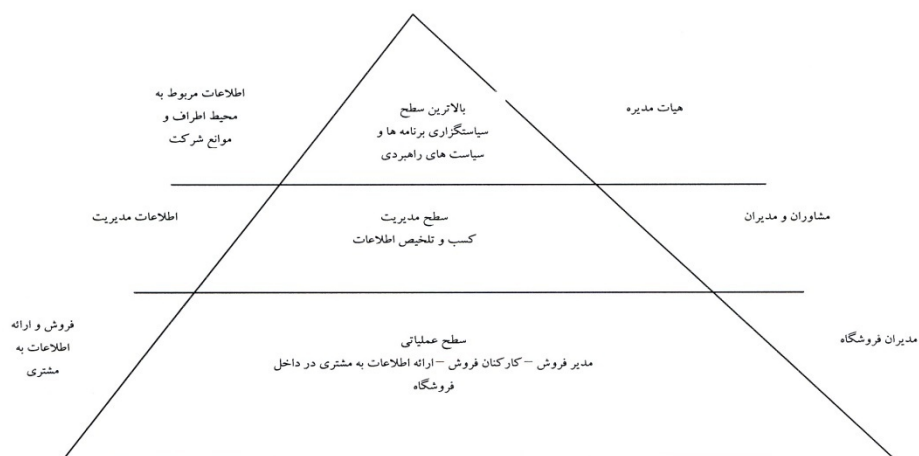 هیات مدیره
بالاترین سطح
سیاستگزاری برنامه ها و
سیاست های راهبردی
اطلاعات مربوط به
محیط اطراف و
موانع شرکت
مشاوران و مدیران
سطح مدیریت
کسب و تلخیص اطلاعات
اطلاعات مدیریت
مدیران فروشگاه
سطح عملیاتی
مدیر فروش – کارکنان فروش – ارائه اطلاعات به مشتری در داخل
فروشگاه
فروش و ارائه
اطلاعات به
مشتری